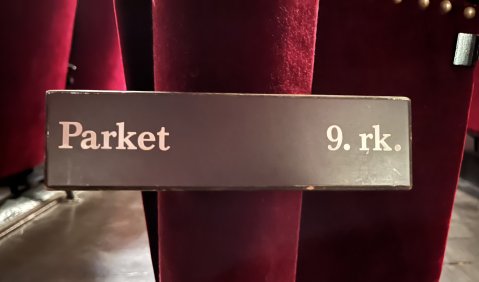 Parket 9. rk.